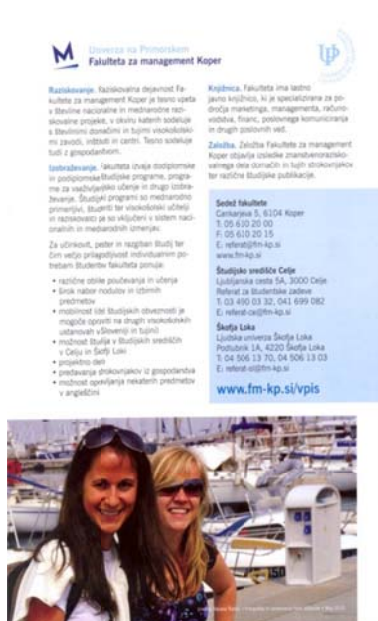 Univerza na Primorskem
Fakulteta za management Koper
UP
Raziskovanje. Raziskovalna dejavnost Fa-
kultete za management Koper je tesno vpeta
v številne nacionalne in mednarodne razi-
skovalne projekte, v okviru katerih sodeluje
s številnimi domačimi in tujimi visokošolski-
mi zavodi, inštituti in centri. Tesno sodeluje
tudi z gospodarstvom.
Izobraževanje. Fakulteta izvaja dodiplomske
in podiplomske študijske programe, progra-
me za vseživljenjsko učenje in drugo izobra-
ževanje. Študijski programi so mednarodno
primerljivi, študenti ter visokošolski učitelji
in raziskovalci pa so vključeni v sistem naci-
onalnih in mednarodnih izmenjav.
Za učinkovit, pester in razgiban študij ter
čim večjo prilagodljivost individualnim po-
trebam študentov fakulteta ponuja:
• različne oblike poučevanja in učenja
• širok nabor modulov in izbirnih
predmetov
• mobilnost (del študijskih obveznosti je
mogoče opraviti na drugih visokošolskih
ustanovah v Sloveniji in tujini)
• možnost študija v študijskih središčih
v Celju in Škofji Loki
• projektno delo
• predavanja strokovnjakov iz gospodarstva
• možnost opravljanja nekaterih predmetov
v angleščini
Knjižnica. Fakulteta ima lastno
javno knjižnico, ki je specializirana za po-
dročja marketinga, managementa, računo-
vodstva, financ, poslovnega komuniciranja
in drugih poslovnih ved.
Založba. Založba Fakultete za management
Koper objavlja izsledke znanstvenorazisko-
valnega dela domačih in tujih strokovnjakov
ter različne študijske publikacije.
Sedež fakultete
Cankarjeva 5, 6104 Koper
T: 05 610 20 00
F: 05 610 20 15
E: referat@fm-kp.si
www.fm-kp.si
Študijsko središče Celje
Ljubljanska cesta 5A, 3000 Celje
Referat za študentske zadeve
T: 03 490 03 32, 041 699 082
E: referat-ce@fm-kp.si
Škofja Loka
Ljudska univerza Škofja Loka
Podlubnik 1A, 4220 Škofja Loka
T: 04 506 13 70, 04 506 13 03
E: referat-sl@fm-kp.si
www.fm-kp.si/vpis